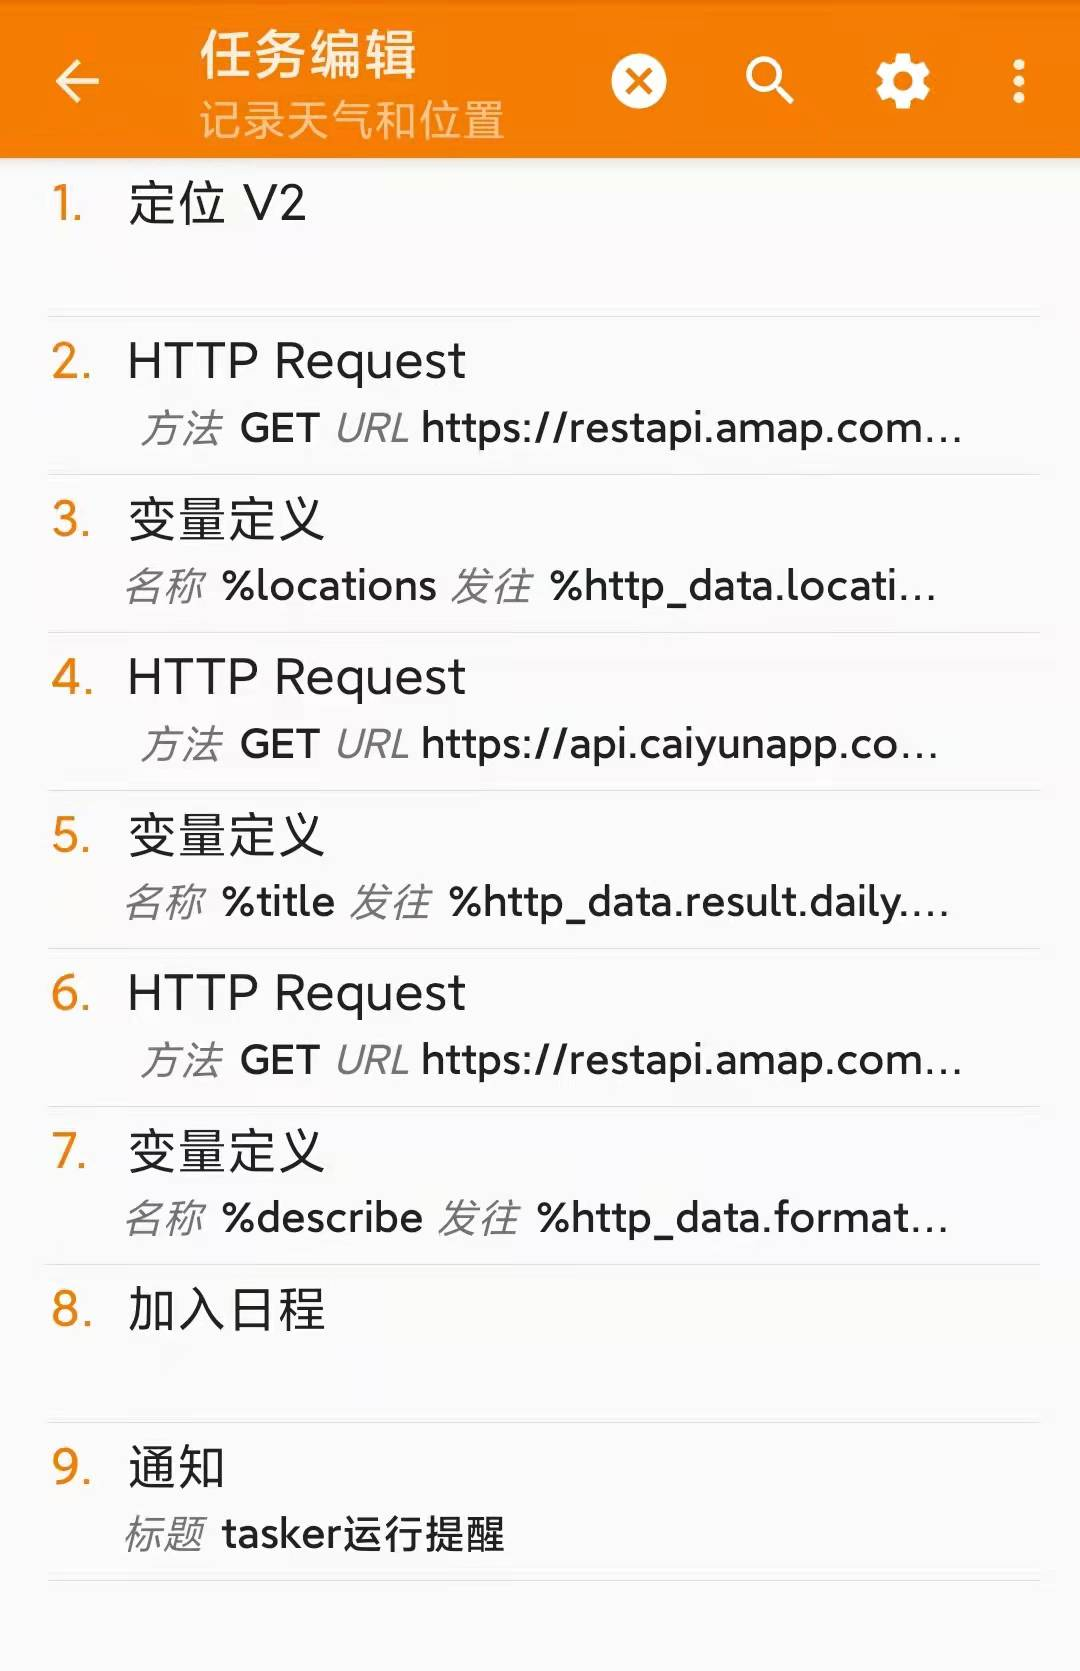 任务编辑
记录天气和位置
1. 定位 V2
2. HTTP Request
方法 GET URL https://restapi.amap.com...
3. 变量定义
名称 %locations 发往 %http_data.locati...
4. HTTP Request
方法 GET URL https://api.caiyunapp.co...
5. 变量定义
名称 %title 发往 %http_data.result.daily....
6. HTTP Request
方法 GET URL https://restapi.amap.com...
7. 变量定义
名称 %describe 发往 %http_data.format...
8. 加入日程
9. 通知
标题 tasker运行提醒